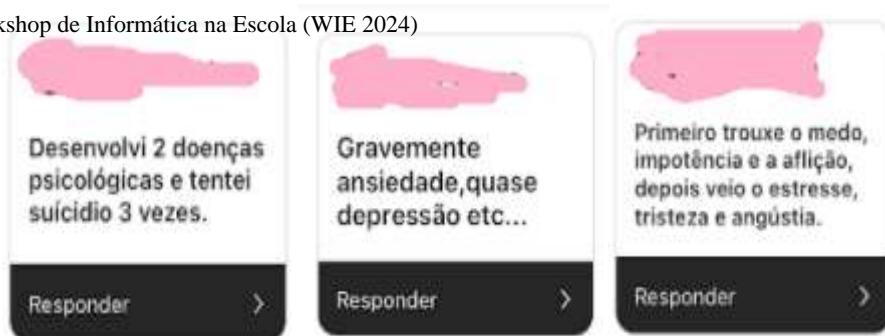 kshop de Informática na Escola (WIE 2024)
Desenvolvi 2 doenças
psicológicas e tentei
suícidio 3 vezes.
Responder
Gravemente
ansiedade,quase
depressão etc...
Responder
Primeiro trouxe o medo,
impotência e a aflição,
depois veio o estresse,
tristeza e angústia.
Responder